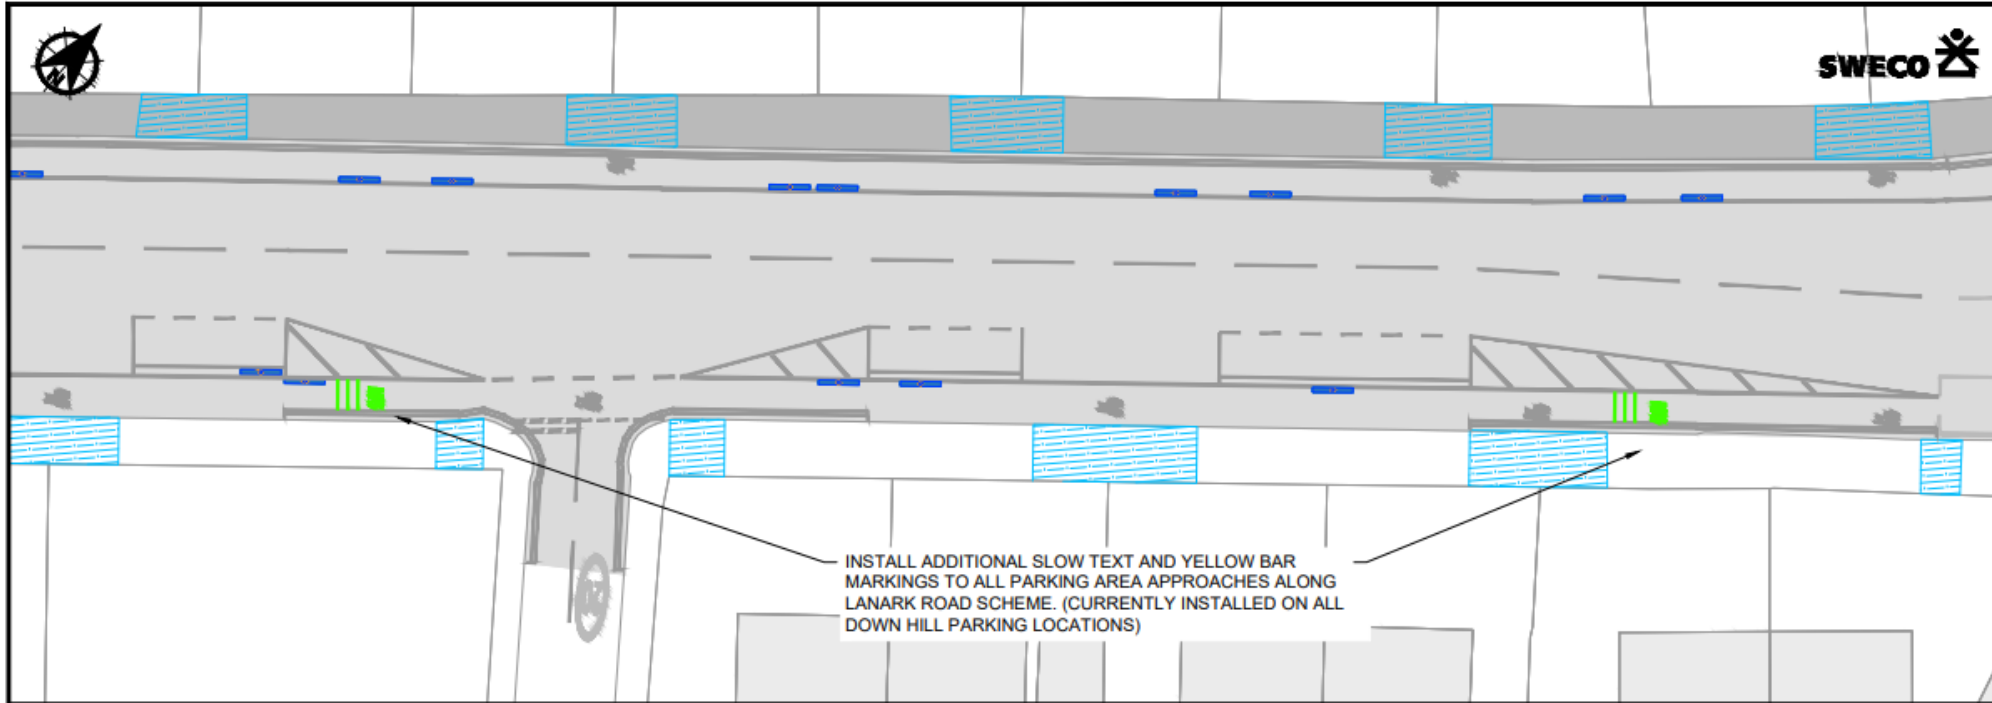 N
SWECO
INSTALL ADDITIONAL SLOW TEXT AND YELLOW BAR
MARKINGS TO ALL PARKING AREA APPROACHES ALONG
LANARK ROAD SCHEME. (CURRENTLY INSTALLED ON ALL
DOWN HILL PARKING LOCATIONS)